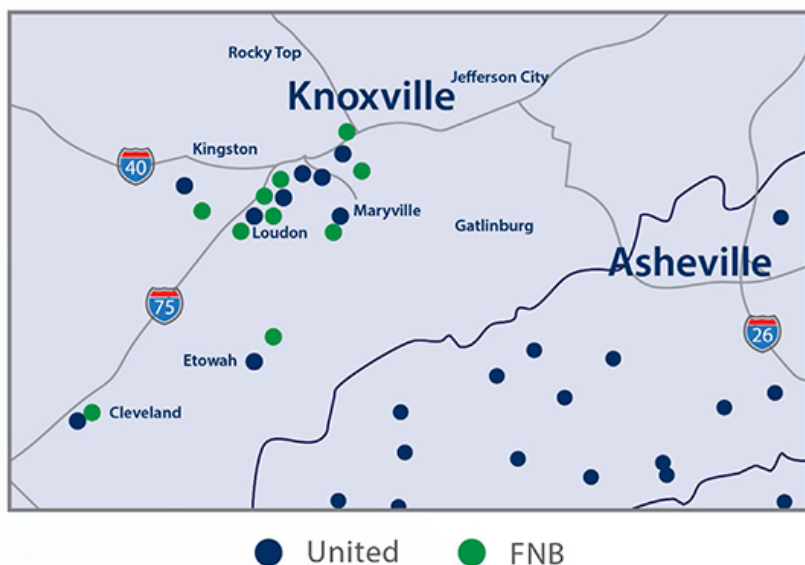 Rocky Top
Jefferson City
Knoxville
Kingston
40
Maryville
Loudon
Gatlinburg
Asheville
75
26
Etowah
Cleveland
United
FNB